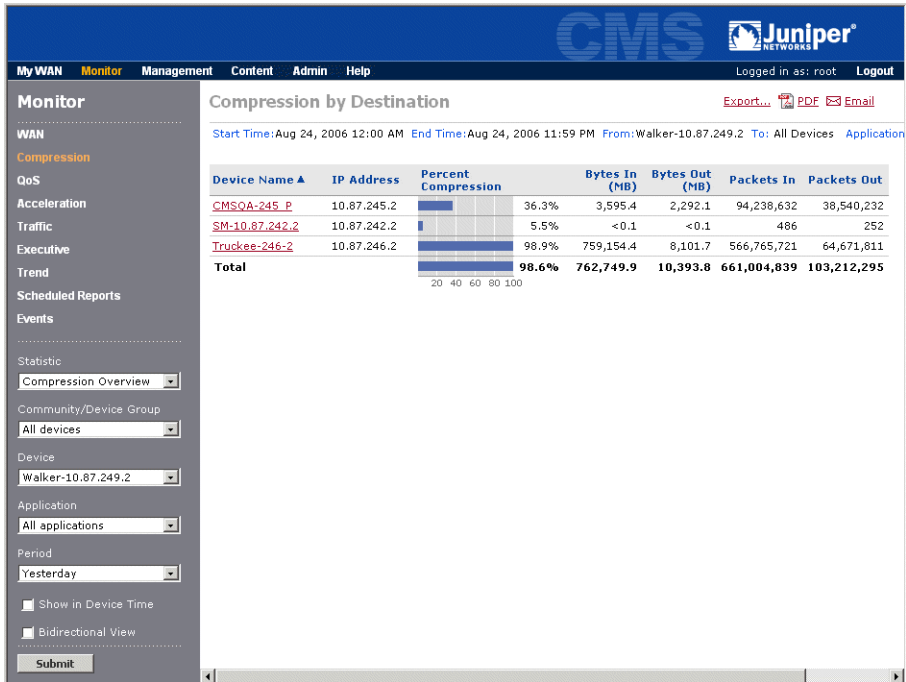 CMS
Juniper®
NETWORKS
My WAN Monitor Management Content Admin Help Logged in as: root Logout
Monitor
WAN
Compression
QoS
Acceleration
Traffic
Executive
Trend
Scheduled Reports
Events
Statistic
Compression Overview
Community/Device Group
All devices
Device
Walker-10.87.249.2
Application
All applications
Period
Yesterday
Show in Device Time
Bidirectional View
Submit
Compression by Destination
Export... PDF Email
Start Time:Aug 24, 2006 12:00 AM End Time:Aug 24, 2006 11:59 PM From:Walker-10.87.249.2 To: All Devices Application
Device Name IP Address Percent Compression Bytes In (MB) Bytes Out (MB) Packets In Packets Out
CMSQA-245_P 10.87.245.2 36.3% 3,595.4 2,292.1 94,238,632 38,540,232
SM-10.87.242.2 10.87.242.2 5.5% <0.1 <0.1 486 252
Truckee-246-2 10.87.246.2 98.9% 759,154.4 8,101.7 566,765,721 64,671,811
Total 98.6% 762,749.9 10,393.8 661,004,839 103,212,295
20 40 60 80 100